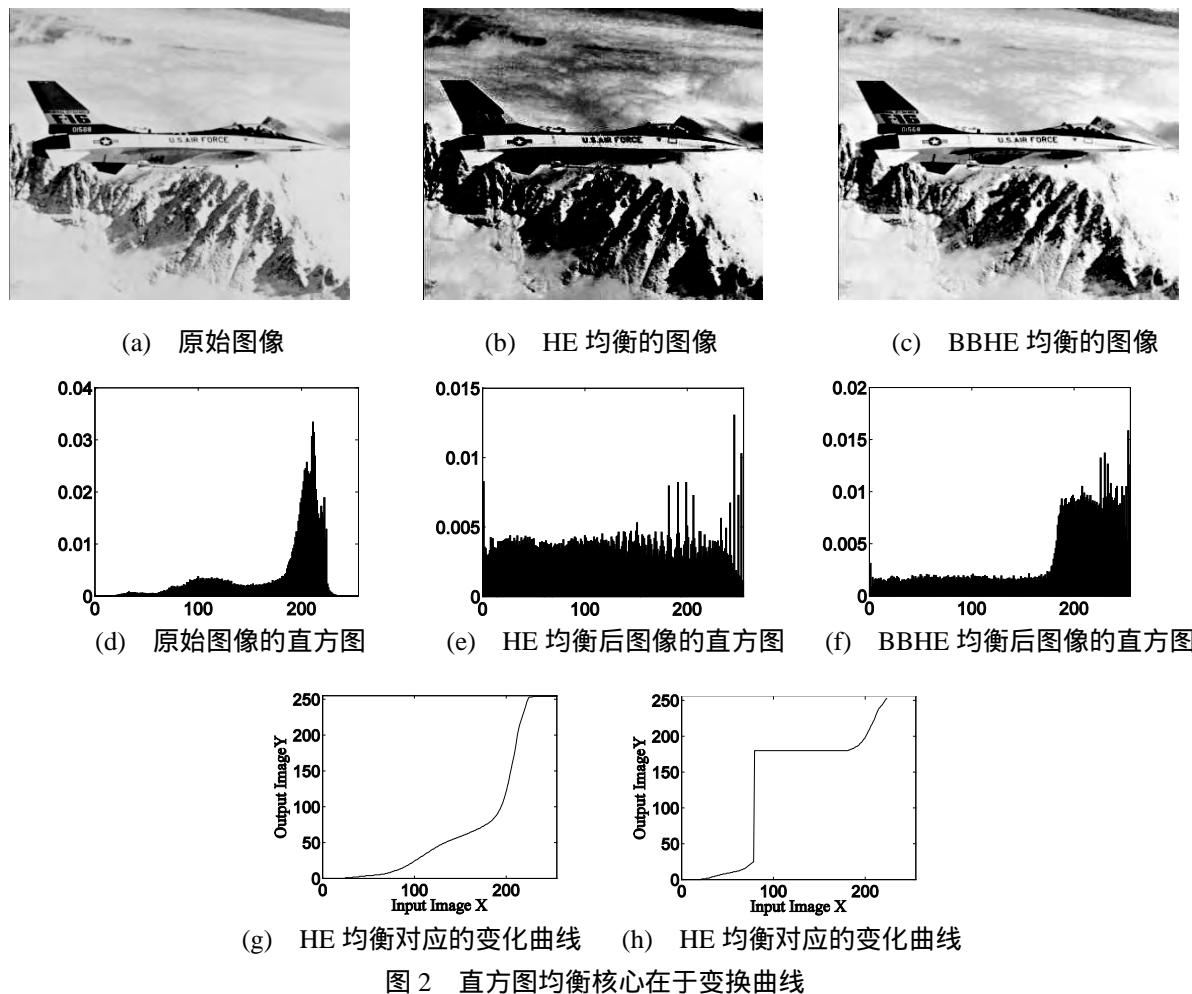 F-16
01568
U.S. AIR FORCE
U.S. AIR FORCE
F-16
01568
U.S. AIR FORCE
(a) 原始图像
(b) HE 均衡的图像
(c) BBHE 均衡的图像
0.04
0.03
0.02
0.01
0
0 100 200
0.015
0.01
0.005
0
0 100 200
0.02
0.015
0.01
0.005
0
0 100 200
(d) 原始图像的直方图
(e) HE 均衡后图像的直方图
(f) BBHE 均衡后图像的直方图
250
200
150
100
50
0
Output ImageY
0 100 200
Input Image X
250
200
150
100
50
0
Output ImageY
0 100 200
Input Image X
(g) HE 均衡对应的变化曲线
(h) HE 均衡对应的变化曲线
图 2 直方图均衡核心在于变换曲线